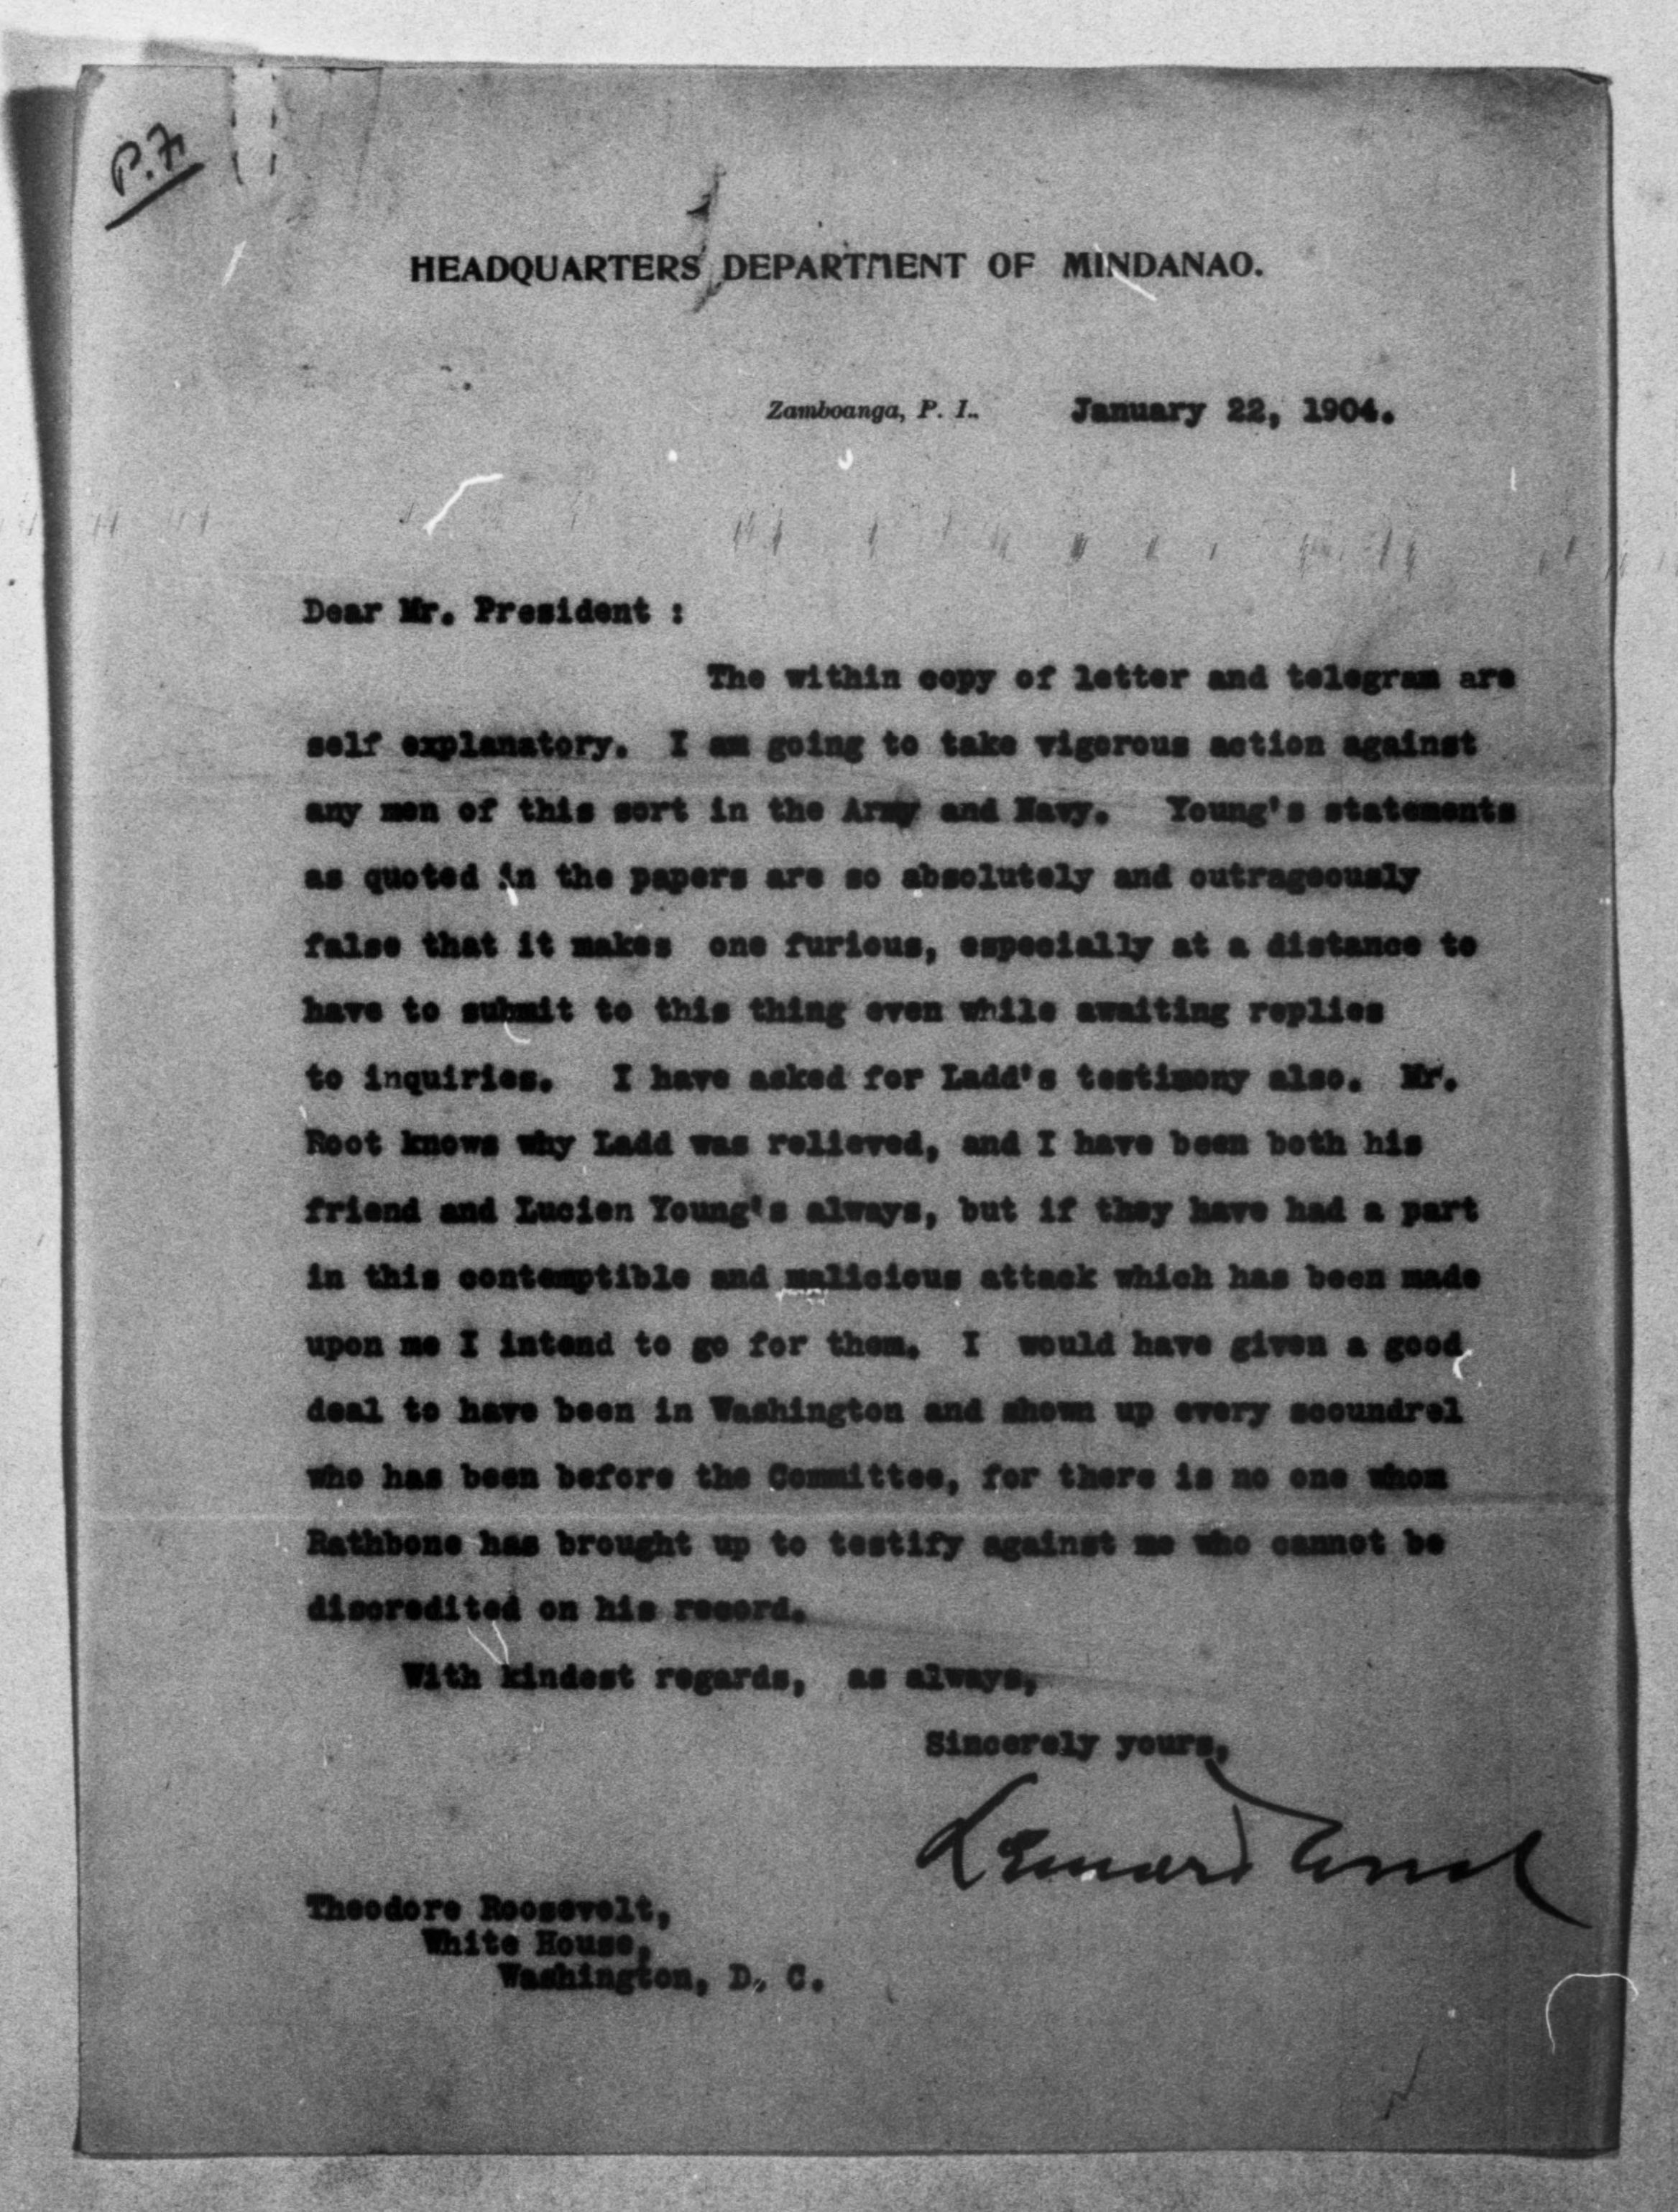 P.F.
HEADQUARTERS DEPARTMENT OF MINDANAO.
Zamboanga, P. I.. January 22, 1904.
Dear Mr. President :
The within copy of letter and telegram are
self explanatory. I am going to take vigorous action against
any men of this sort in the Army and Navy. Young's statements
as quoted in the papers are so absolutely and outrageously
false that it makes one furious, especially at a distance to
have to submit to this thing even while awaiting replies
to inquiries. I have asked for Ladd's testimony also. Mr.
Root knows why Ladd was relieved, and I have been both his
friend and Lucien Young's always, but if they have had a part
in this contemptible and malicious attack which has been made
upon me I intend to go for them. I would have given a good
deal to have been in Washington and shown up every scoundrel
who has been before the Committee, for there is no one whom
Rathbone has brought up to testify against me who cannot be
discredited on his record.
With kindest regards, as always,
Sincerely yours,
Leonard Wood
Theodore Roosevelt,
White House,
Washington, D. C.